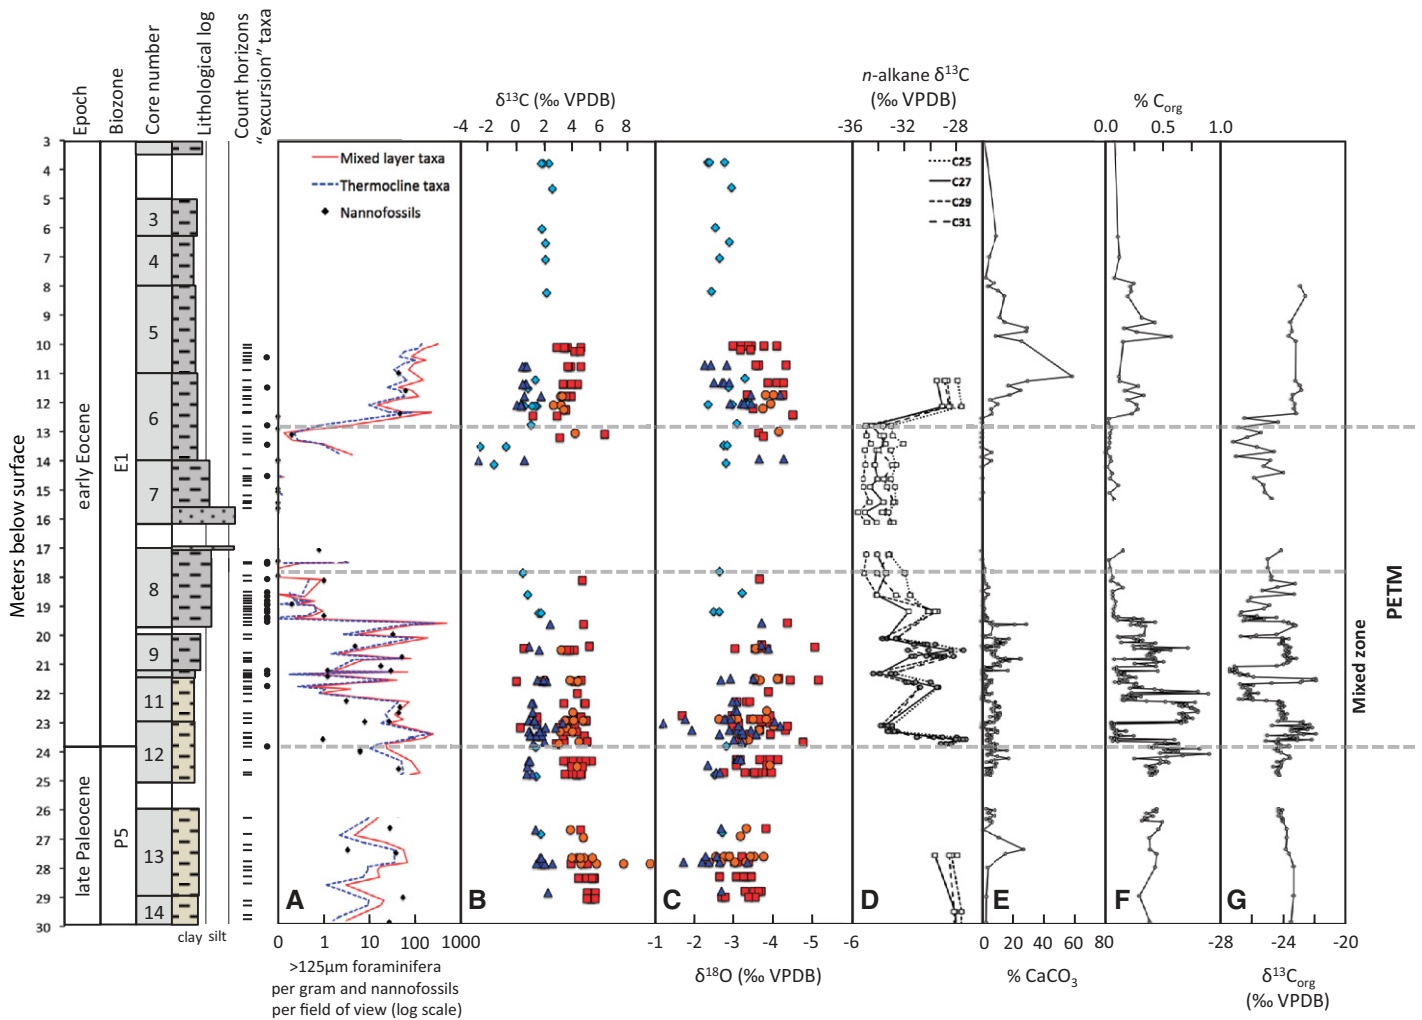 Epoch
Biozone
Core number
Lithological log
Count horizons
"excursion" taxa
δ13C (‰ VPDB)
-4 -2 0 2 4 6 8
n-alkane δ13C
(‰ VPDB)
-36 -32 -28
% Corg
0.0 0.5 1.0
Meters below surface
3
4
5
6
7
8
9
10
11
12
13
14
15
16
17
18
19
20
21
22
23
24
25
26
27
28
29
30
early Eocene
late Paleocene
E1
P5
3
4
5
6
7
8
9
11
12
13
14
clay silt
Mixed layer taxa
Thermocline taxa
Nannofossils
C25
C27
C29
C31
PETM
Mixed zone
A B C D E F G
0 1 10 100 1000
>125μm foraminifera
per gram and nannofossils
per field of view (log scale)
-1 -2 -3 -4 -5 -6
δ18O (‰ VPDB)
0 20 40 60 80
% CaCO3
-28 -24 -20
δ13Corg
(‰ VPDB)